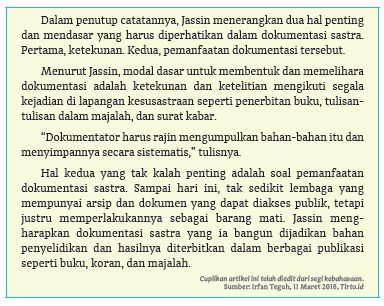 Dalam penutup catatannya, Jassin menerangkan dua hal penting
dan mendasar yang harus diperhatikan dalam dokumentasi sastra.
Pertama, ketekunan. Kedua, pemanfaatan dokumentasi tersebut.
Menurut Jassin, modal dasar untuk membentuk dan memelihara
dokumentasi adalah ketekunan dan ketelitian mengikuti segala
kejadian di lapangan kesusastraan seperti penerbitan buku, tulisan-
tulisan dalam majalah, dan surat kabar.
“Dokumentator harus rajin mengumpulkan bahan-bahan itu dan
menyimpannya secara sistematis,” tulisnya.
Hal kedua yang tak kalah penting adalah soal pemanfaatan
dokumentasi sastra. Sampai hari ini, tak sedikit lembaga yang
mempunyai arsip dan dokumen yang dapat diakses publik, tetapi
justru memperlakukannya sebagai barang mati. Jassin meng-
harapkan dokumentasi sastra yang ia bangun dijadikan bahan
penyelidikan dan hasilnya diterbitkan dalam berbagai publikasi
seperti buku, koran, dan majalah.
Cuplikan artikel ini telah diedit dari segi kebahasaan.
Sumber: Irfan Teguh, 11 Maret 2018, Tirto.id